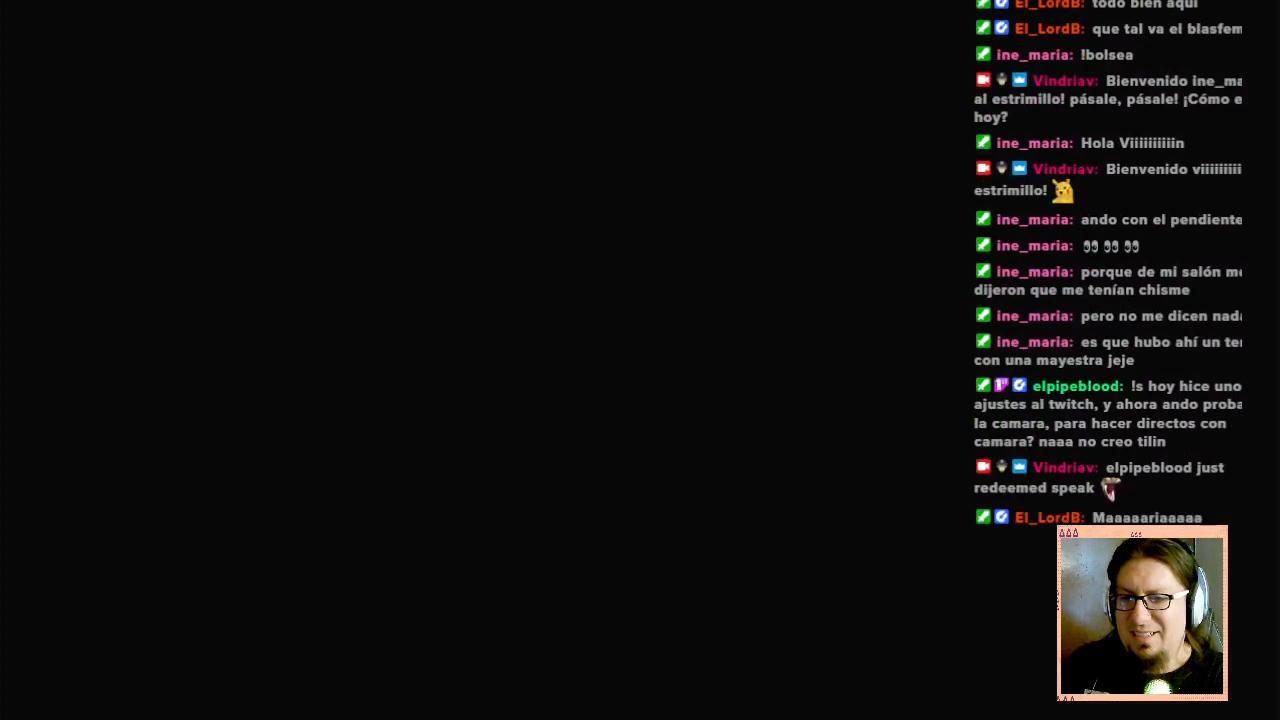 El_LordB: todo bien aqui
El_LordB: que tal va el blasfem
ine_maria: !bolsea
Vindriav: Bienvenido ine_ma
al estrimillo! pásale, pásale! ¡Cómo e
hoy?
ine_maria: Hola Viiiiiiiiiin
Vindriav: Bienvenido viiiiiiiii
estrimillo!
ine_maria: ando con el pendiente
ine_maria:
ine_maria: porque de mi salón me
dijeron que me tenían chisme
ine_maria: pero no me dicen nada
ine_maria: es que hubo ahí un te
con una mayestra jeje
elpipeblood: !s hoy hice uno
ajustes al twitch, y ahora ando proba
la camara, para hacer directos con
camara? naaa no creo tilin
Vindriav: elpipeblood just
redeemed speak
El_LordB: Maaaaariaaaaa